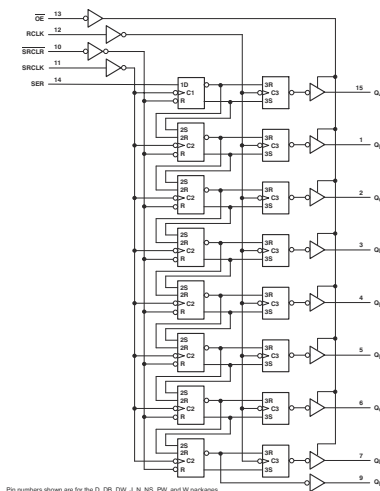 OE 13
RCLK 12
SRCLR 10
SRCLK 11
SER 14
1D 3R 15 Q
C1 C3
R 3S
2S
2R 3R 1 Q
C2 C3
R 3S
2S
2R 3R 2 Q
C2 C3
R 3S
2S
2R 3R 3 Q
C2 C3
R 3S
2S
2R 3R 4 Q
C2 C3
R 3S
2S
2R 3R 5 Q
C2 C3
R 3S
2S
2R 3R 6 Q
C2 C3
R 3S
2S
2R 3R 7 Q
C2 C3
R 3S
9 Q
Pin numbers shown are for the D, DB, DW, J, N, NS, PW, and W packages